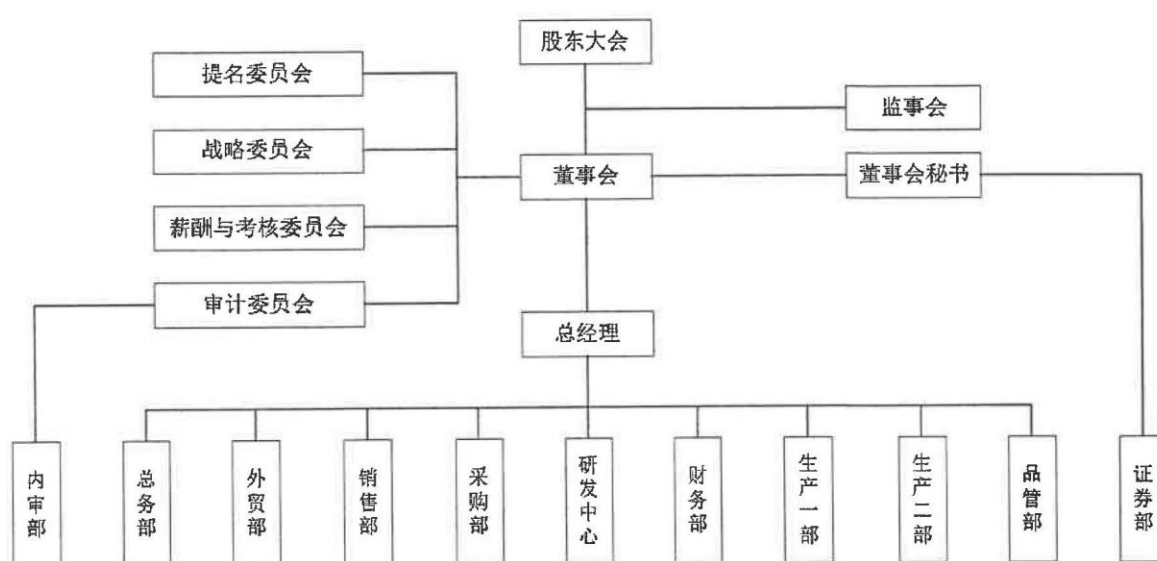 股东大会
提名委员会
监事会
战略委员会
董事会
董事会秘书
薪酬与考核委员会
审计委员会
总经理
内审部
总务部
外贸部
销售部
采购部
研发中心
财务部
生产一部
生产二部
品管部
证券部